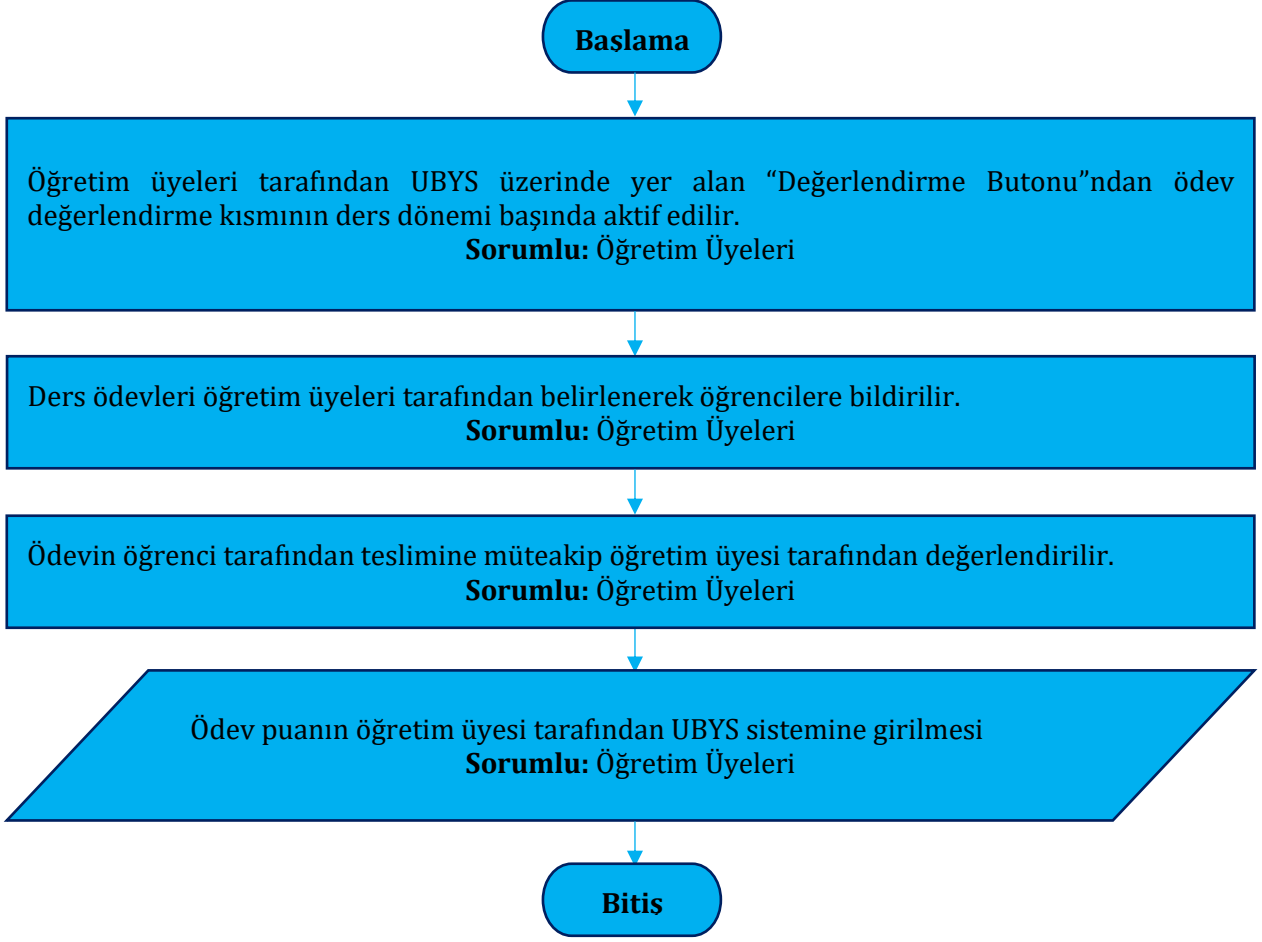 Başlama
Öğretim üyeleri tarafından UBYS üzerinde yer alan “Değerlendirme Butonu”ndan ödev
değerlendirme kısmının ders dönemi başında aktif edilir.
Sorumlu: Öğretim Üyeleri
Ders ödevleri öğretim üyeleri tarafından belirlenerek öğrencilere bildirilir.
Sorumlu: Öğretim Üyeleri
Ödevin öğrenci tarafından teslimine müteakip öğretim üyesi tarafından değerlendirilir.
Sorumlu: Öğretim Üyeleri
Ödev puanın öğretim üyesi tarafından UBYS sistemine girilmesi
Sorumlu: Öğretim Üyeleri
Bitiş